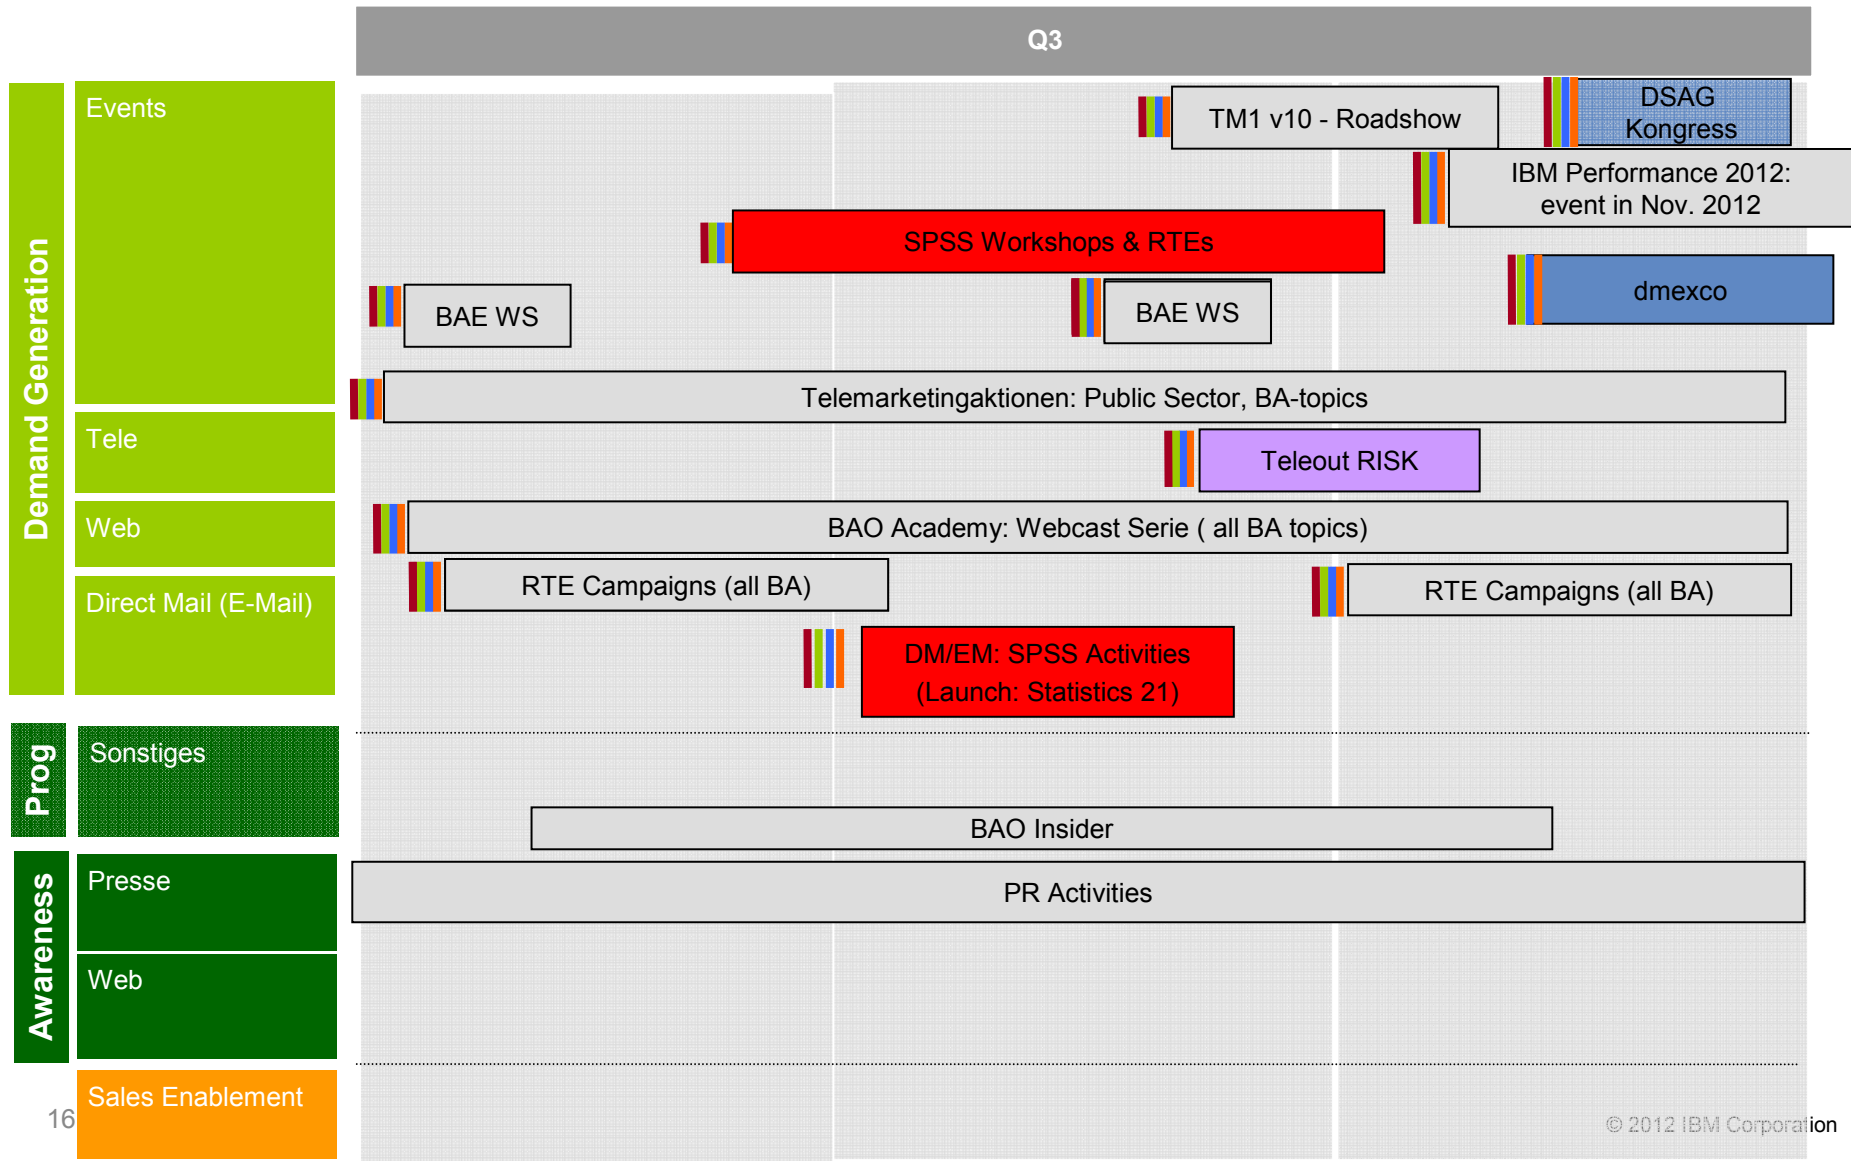 Q3
Demand Generation
Events
TM1 v10 - Roadshow
DSAG
Kongress
IBM Performance 2012:
event in Nov. 2012
SPSS Workshops & RTEs
dmexco
BAE WS
BAE WS
Telemarketingaktionen: Public Sector, BA-topics
Tele
Teleout RISK
Web
BAO Academy: Webcast Serie ( all BA topics)
Direct Mail (E-Mail)
RTE Campaigns (all BA)
RTE Campaigns (all BA)
DM/EM: SPSS Activities
(Launch: Statistics 21)
Prog
Sonstiges
BAO Insider
Awareness
Presse
PR Activities
Web
Sales Enablement
16
© 2012 IBM Corporation